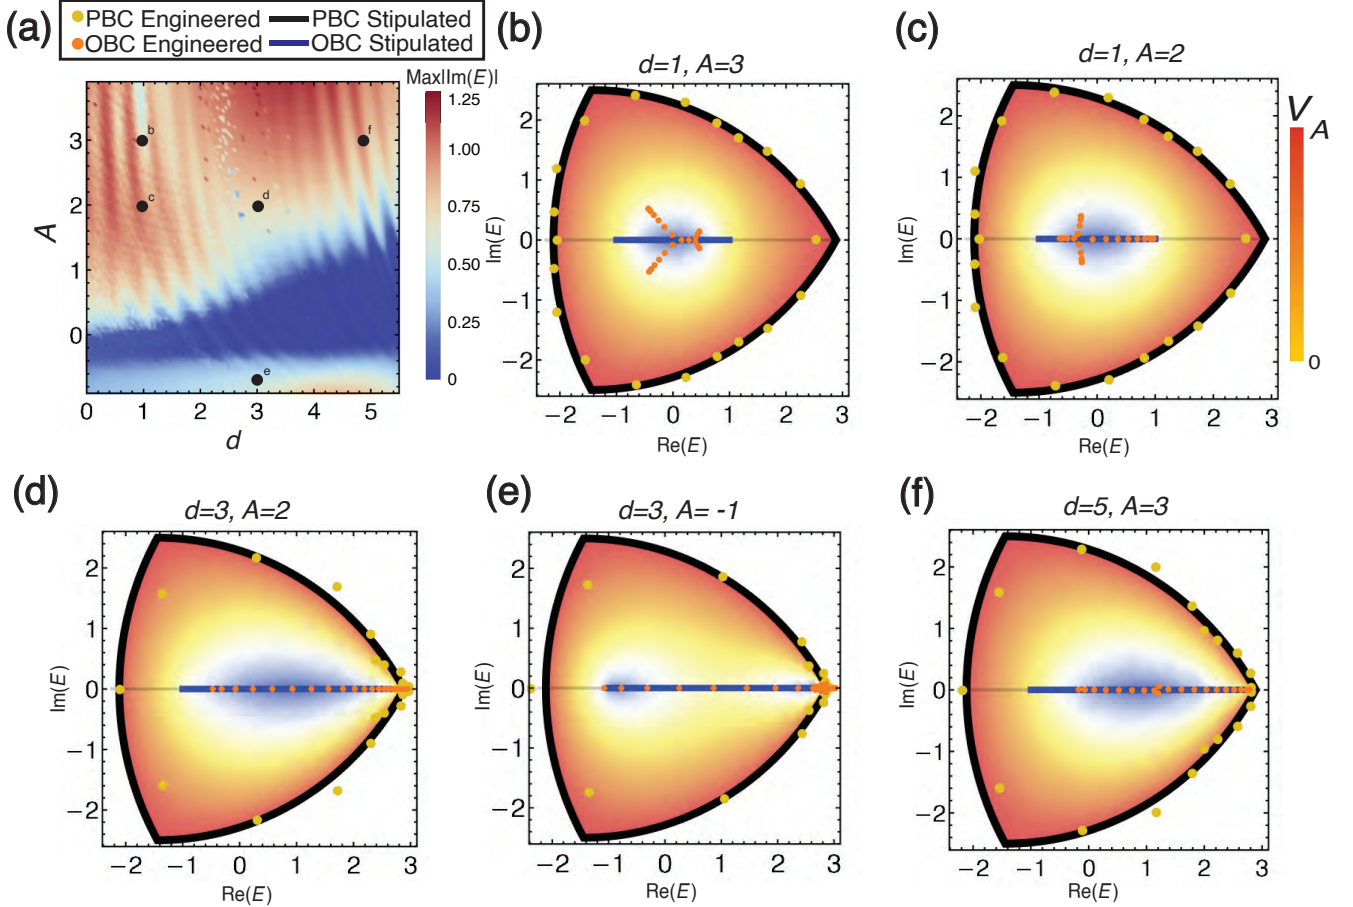 (a)
PBC Engineered PBC Stipulated
OBC Engineered OBC Stipulated
Max|Im(E)|
1.25
1.00
0.75
0.50
0.25
0
A
3
2
1
0
b
c
d
e
f
0 1 2 3 4 5
d
(b)
d=1, A=3
Im(E)
2
1
0
−1
−2
−2 −1 0 1 2 3
Re(E)
(c)
d=1, A=2
Im(E)
2
1
0
−1
−2
−2 −1 0 1 2 3
Re(E)
V
A
0
(d)
d=3, A=2
Im(E)
2
1
0
−1
−2
−2 −1 0 1 2 3
Re(E)
(e)
d=3, A= -1
Im(E)
2
1
0
−1
−2
−2 −1 0 1 2 3
Re(E)
(f)
d=5, A=3
Im(E)
2
1
0
−1
−2
−2 −1 0 1 2 3
Re(E)